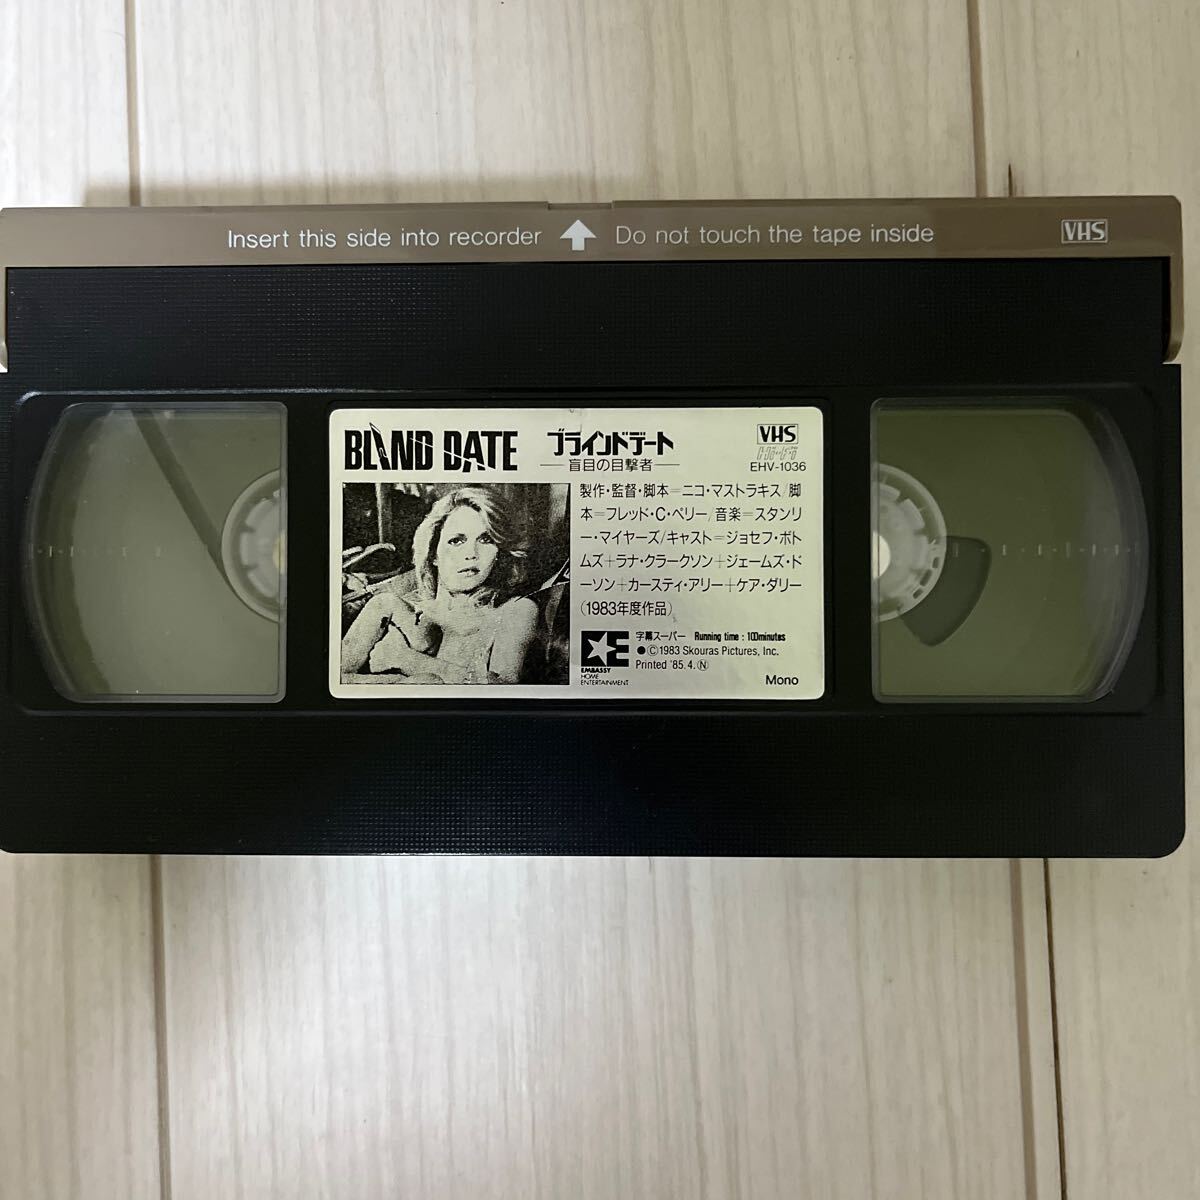 Insert this side into recorder Do not touch the tape inside VHS
BLIND DATE ブラインドデート VHS
Hi-Fi
―盲目の目撃者― EHV-1036
製作・監督・脚本＝ニコ・マストラキス/脚
本＝フレッド・C・ペリー/音楽＝スタンリ
ー・マイヤーズ/キャスト＝ジョセフ・ボト
ムズ＋ラナ・クラークソン＋ジェームズ・ド
ーソン＋カースティ・アリー＋ケア・ダリー
(1983年度作品)
E 字幕スーパー Running time : 100minutes
●Ⓒ1983 Skouras Pictures, Inc.
EMBASSY Printed '85.4.Ⓝ
HOME
ENTERTAINMENT Mono